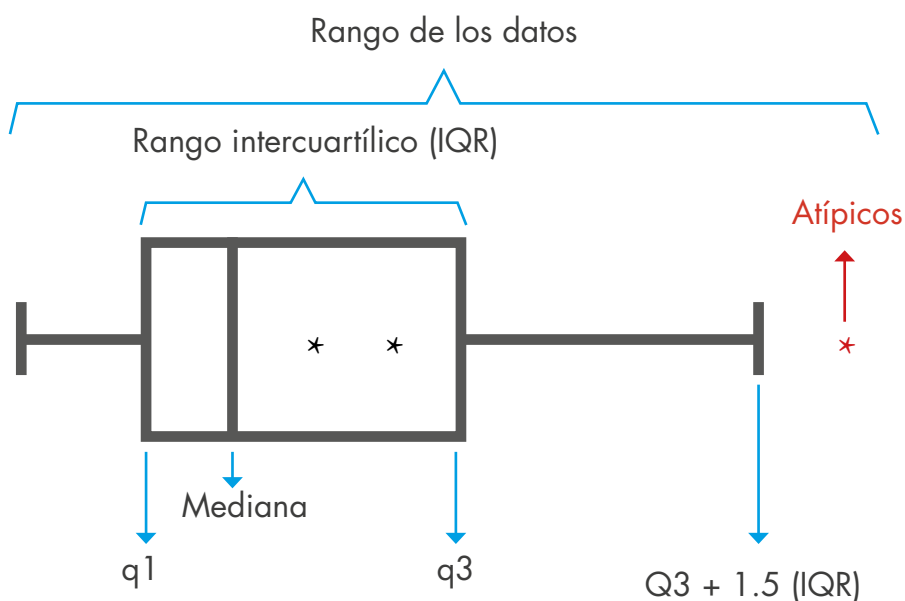 Rango de los datos
Rango intercuartílico (IQR)
Atípicos
* * *
Mediana
q1 q3 Q3 + 1.5 (IQR)